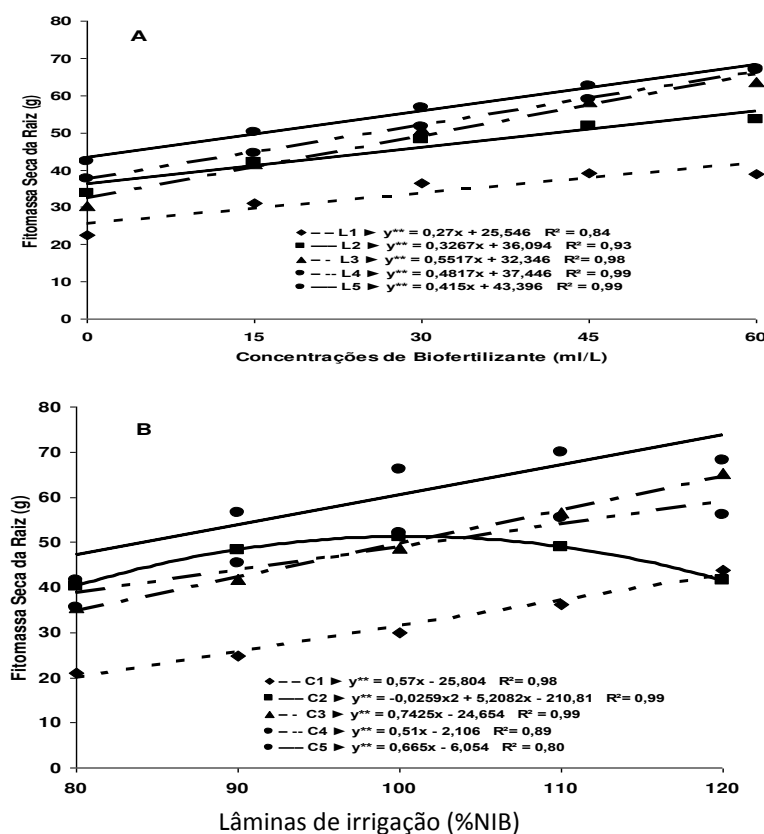 A
80
70
60
50
40
30
20
10
0
Fitomassa Seca da Raiz (g)
L1 ► y** = 0,27x + 25,546 R² = 0,84
L2 ► y** = 0,3267x + 36,094 R² = 0,93
L3 ► y** = 0,5517x + 32,346 R² = 0,98
L4 ► y** = 0,4817x + 37,446 R² = 0,99
L5 ► y** = 0,415x + 43,396 R² = 0,99
0 15 30 45 60
Concentrações de Biofertilizante (ml/L)
B
80
70
60
50
40
30
20
10
0
Fitomassa Seca da Raiz (g)
C1 ► y** = 0,57x - 25,804 R²= 0,98
C2 ► y** = -0,0259x2 + 5,2082x - 210,81 R²= 0,99
C3 ► y** = 0,7425x - 24,654 R² = 0,99
C4 ► y** = 0,51x - 2,106 R²= 0,89
C5 ► y** = 0,665x - 6,054 R² = 0,80
80 90 100 110 120
Lâminas de irrigação (%NIB)